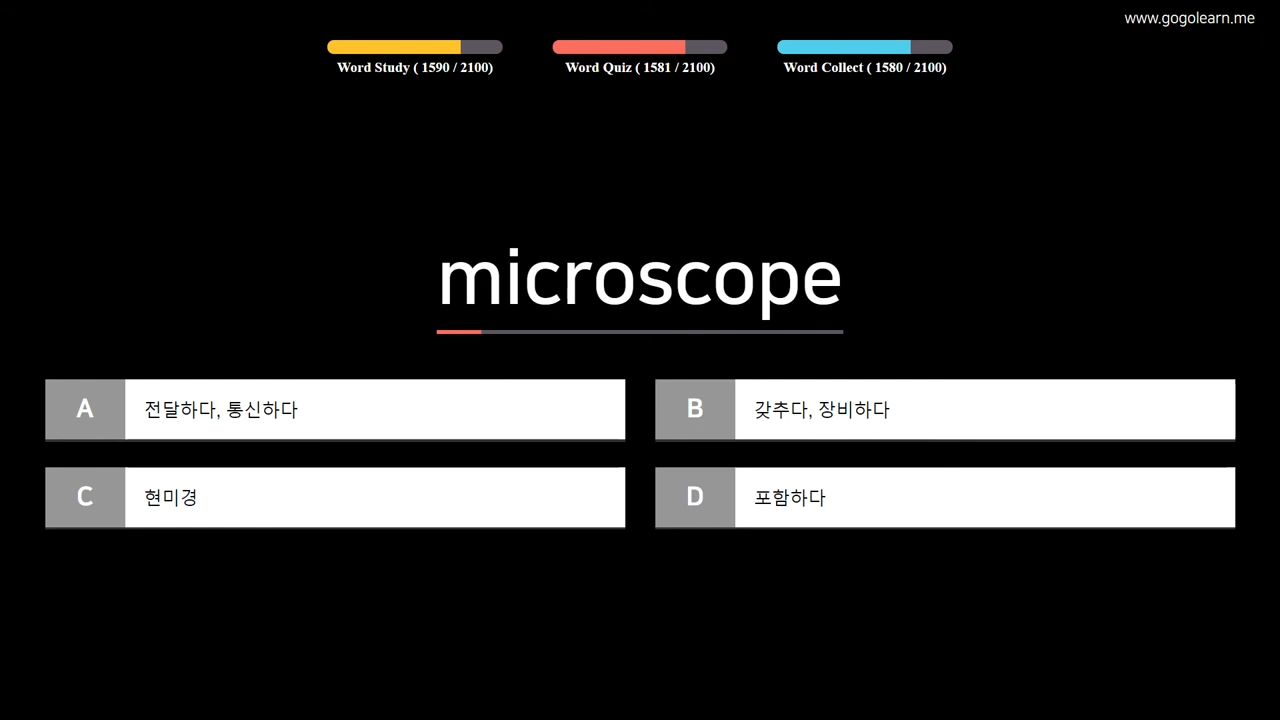 www.gogolearn.me
Word Study ( 1590 / 2100) Word Quiz ( 1581 / 2100) Word Collect ( 1580 / 2100)
microscope
A 전달하다, 통신하다
B 갖추다, 장비하다
C 현미경
D 포함하다